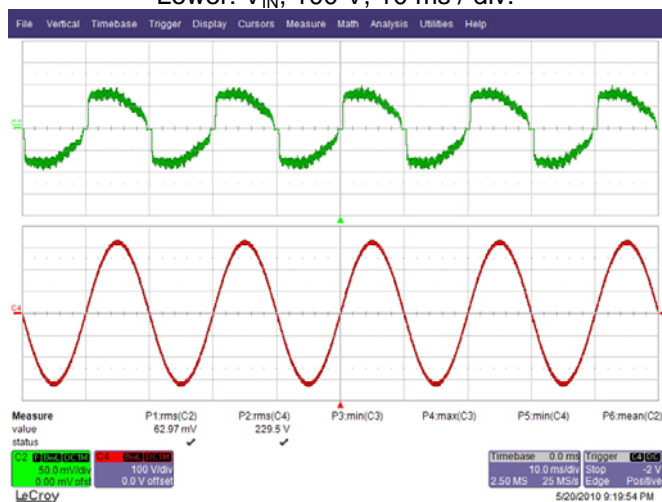 Lower: VIN, 100 V, 10 ms / div.
File Vertical Timebase Trigger Display Cursors Measure Math Analysis Utilities Help
C4
Measure P1:rms(C2) P2:rms(C4) P3:min(C3) P4:max(C3) P5:min(C4) P6:mean(C2)
value 62.97 mV 229.5 V
status
C2 F BwL DC1M
50.0 mV/div
0.00 mV ofst
C4 BwL DC1M
100 V/div
0.0 V offset
Timebase 0.0 ms
10.0 ms/div
2.50 MS 25 MS/s
Trigger C4 DC
Stop -2 V
Edge Positive
LeCroy
5/20/2010 9:19:54 PM